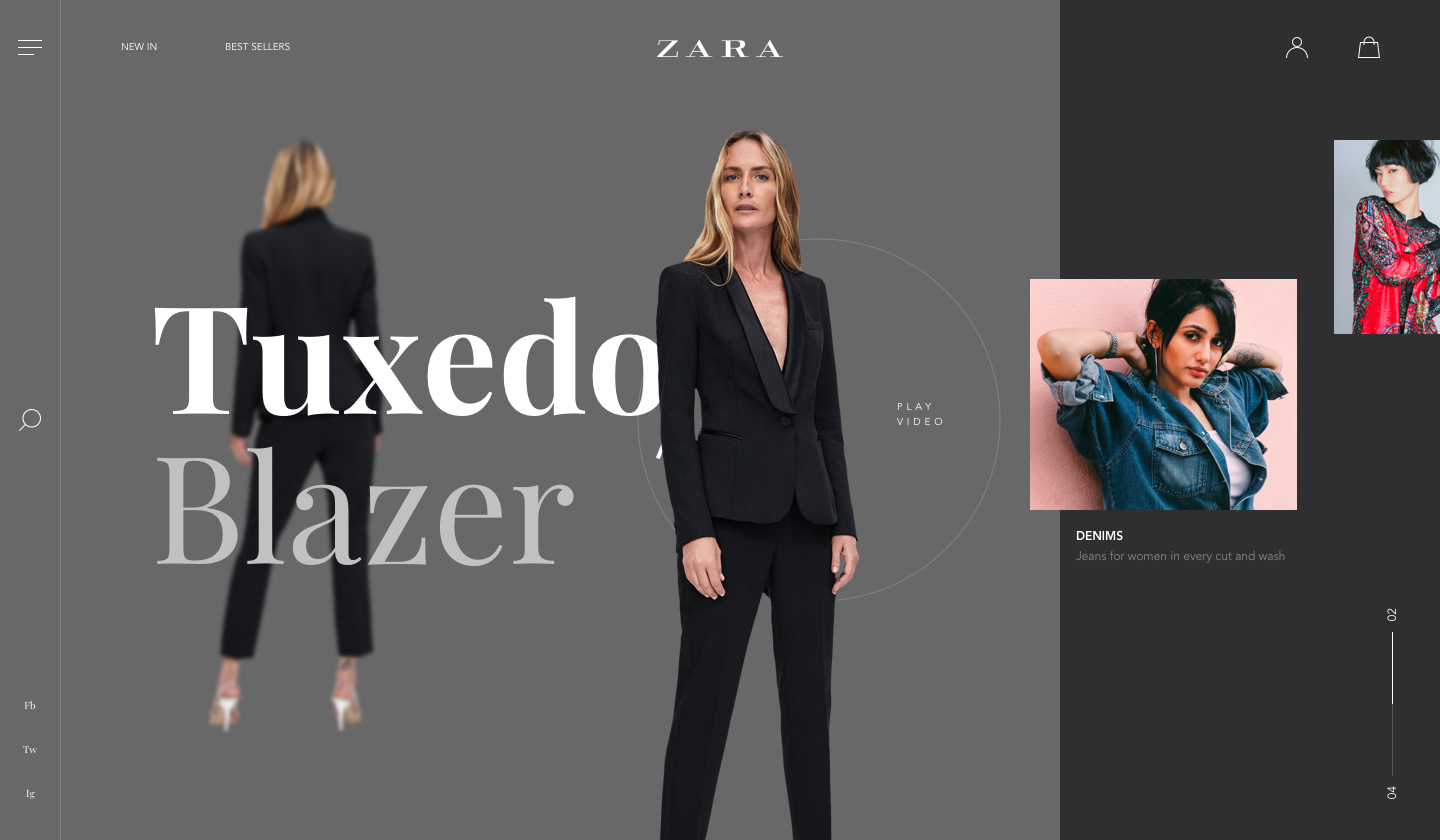 NEW IN
BEST SELLERS
ZARA
Tuxedo
Blazer
PLAY
VIDEO
DENIMS
Jeans for women in every cut and wash
02
04
Fb
Tw
Ig